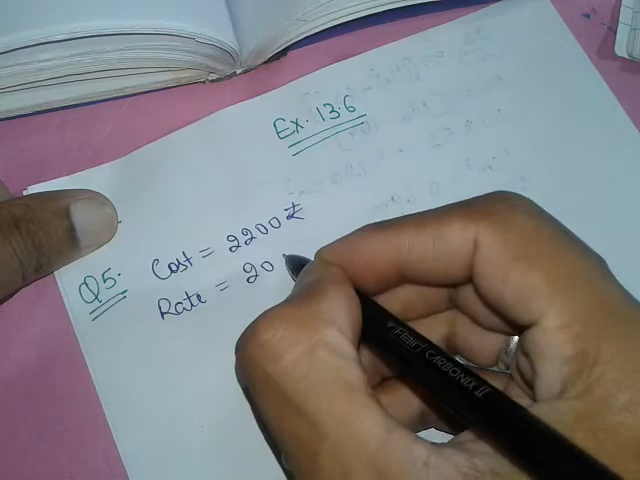 Ex. 13.6
Q5.
Cost = 2200 ₹
Rate = 20
(Flair) CARBONIX II